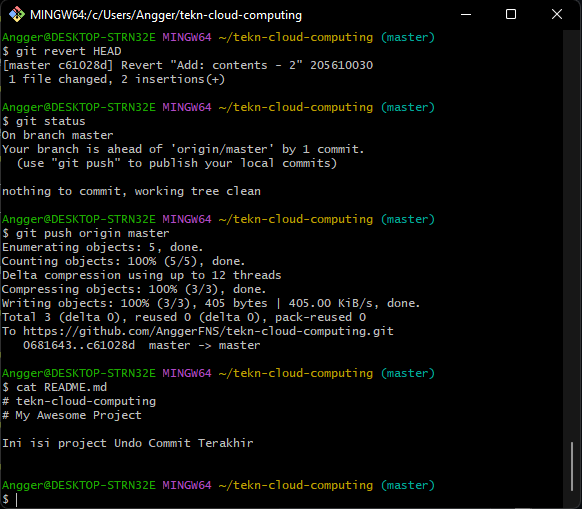 MINGW64:/c/Users/Angger/tekn-cloud-computing
Angger@DESKTOP-STRN32E MINGW64 ~/tekn-cloud-computing (master)
$ git revert HEAD
[master c61028d] Revert "Add: contents - 2" 205610030
 1 file changed, 2 insertions(+)

Angger@DESKTOP-STRN32E MINGW64 ~/tekn-cloud-computing (master)
$ git status
On branch master
Your branch is ahead of 'origin/master' by 1 commit.
  (use "git push" to publish your local commits)

nothing to commit, working tree clean

Angger@DESKTOP-STRN32E MINGW64 ~/tekn-cloud-computing (master)
$ git push origin master
Enumerating objects: 5, done.
Counting objects: 100% (5/5), done.
Delta compression using up to 12 threads
Compressing objects: 100% (3/3), done.
Writing objects: 100% (3/3), 405 bytes | 405.00 KiB/s, done.
Total 3 (delta 0), reused 0 (delta 0), pack-reused 0
To https://github.com/AnggerFNS/tekn-cloud-computing.git
   0681643..c61028d  master -> master

Angger@DESKTOP-STRN32E MINGW64 ~/tekn-cloud-computing (master)
$ cat README.md
# tekn-cloud-computing
# My Awesome Project

Ini isi project Undo Commit Terakhir

Angger@DESKTOP-STRN32E MINGW64 ~/tekn-cloud-computing (master)
$